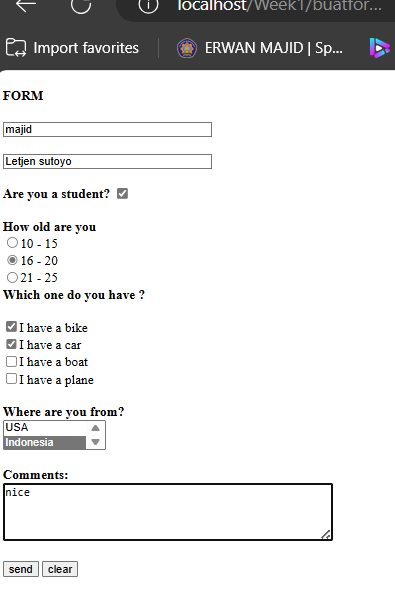 localhost/Week1/buatfor...
Import favorites
ERWAN MAJID | Sp...
FORM
majid
Letjen sutoyo
Are you a student?
How old are you
10 - 15
16 - 20
21 - 25
Which one do you have ?
I have a bike
I have a car
I have a boat
I have a plane
Where are you from?
USA
Indonesia
Comments:
nice
send clear